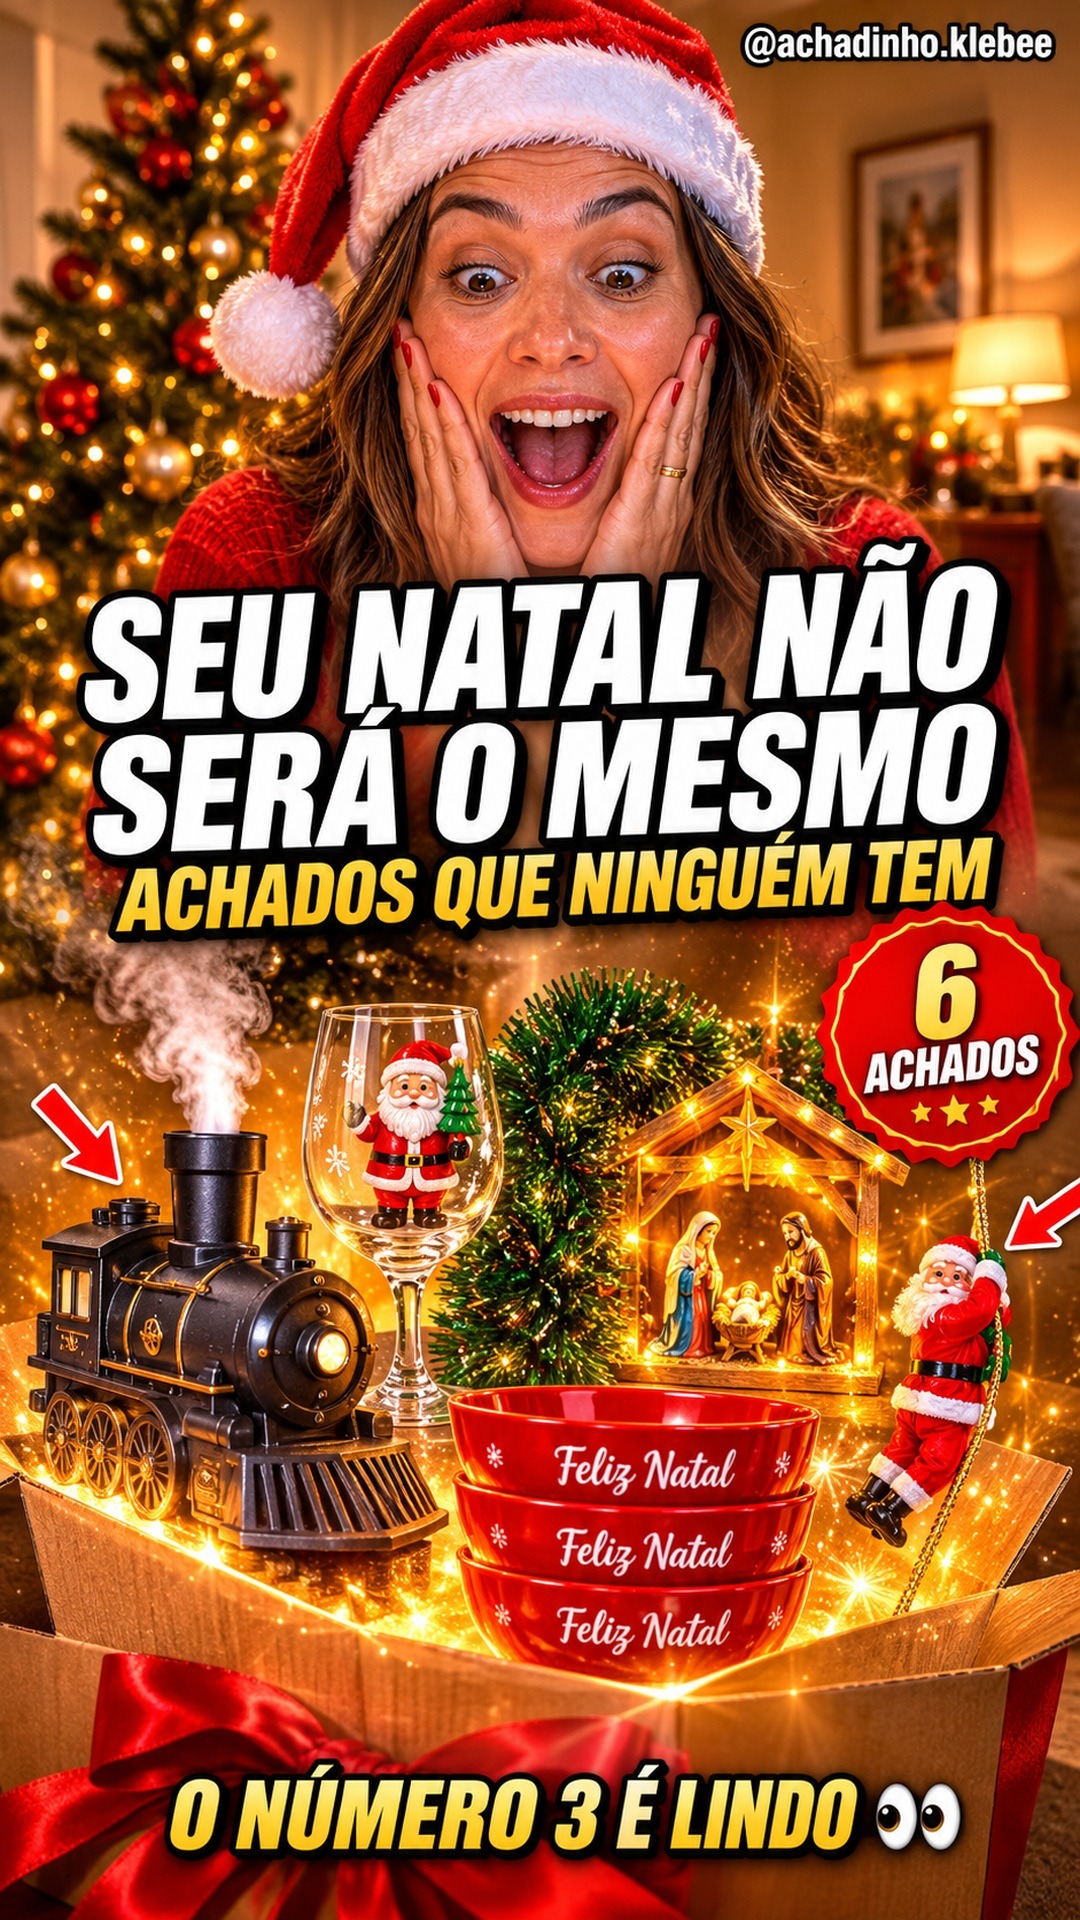 @achadinho.klebee
SEU NATAL NÃO
SERÁ O MESMO
ACHADOS QUE NINGUÉM TEM
6
ACHADOS
Feliz Natal
Feliz Natal
Feliz Natal
O NÚMERO 3 É LINDO 👀